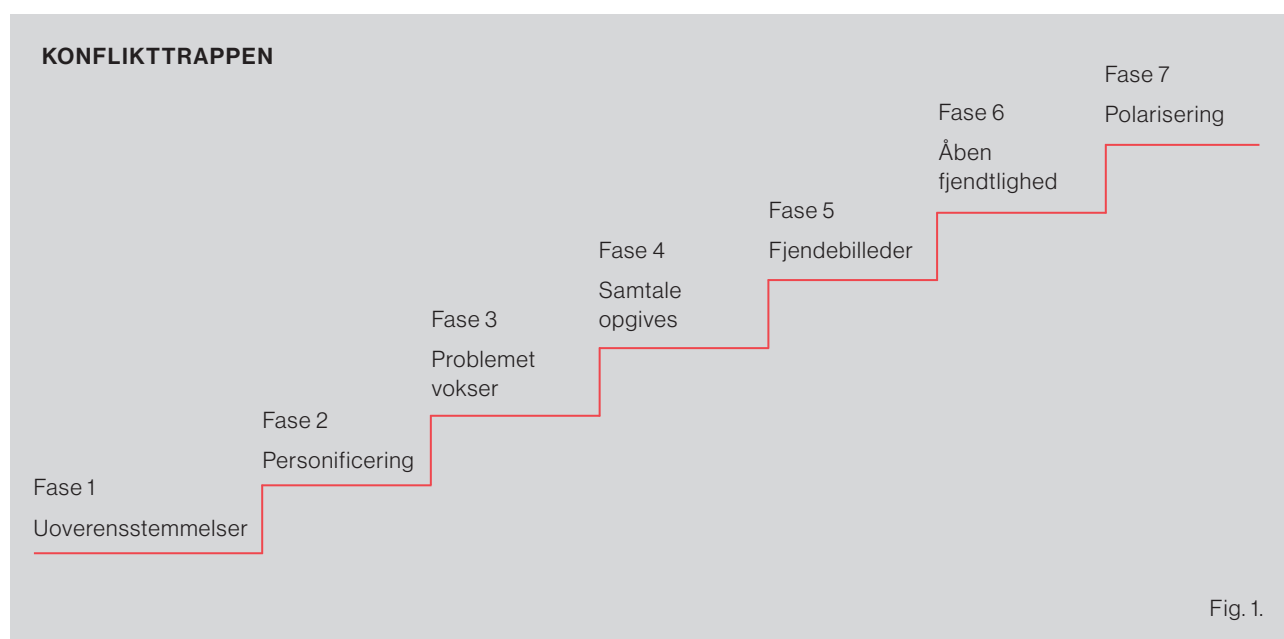 KONFLIKTTRAPPEN
Fase 1
Uoverensstemmelser
Fase 2
Personificering
Fase 3
Problemet
vokser
Fase 4
Samtale
opgives
Fase 5
Fjendebilleder
Fase 6
Åben
fjendtlighed
Fase 7
Polarisering
Fig. 1.